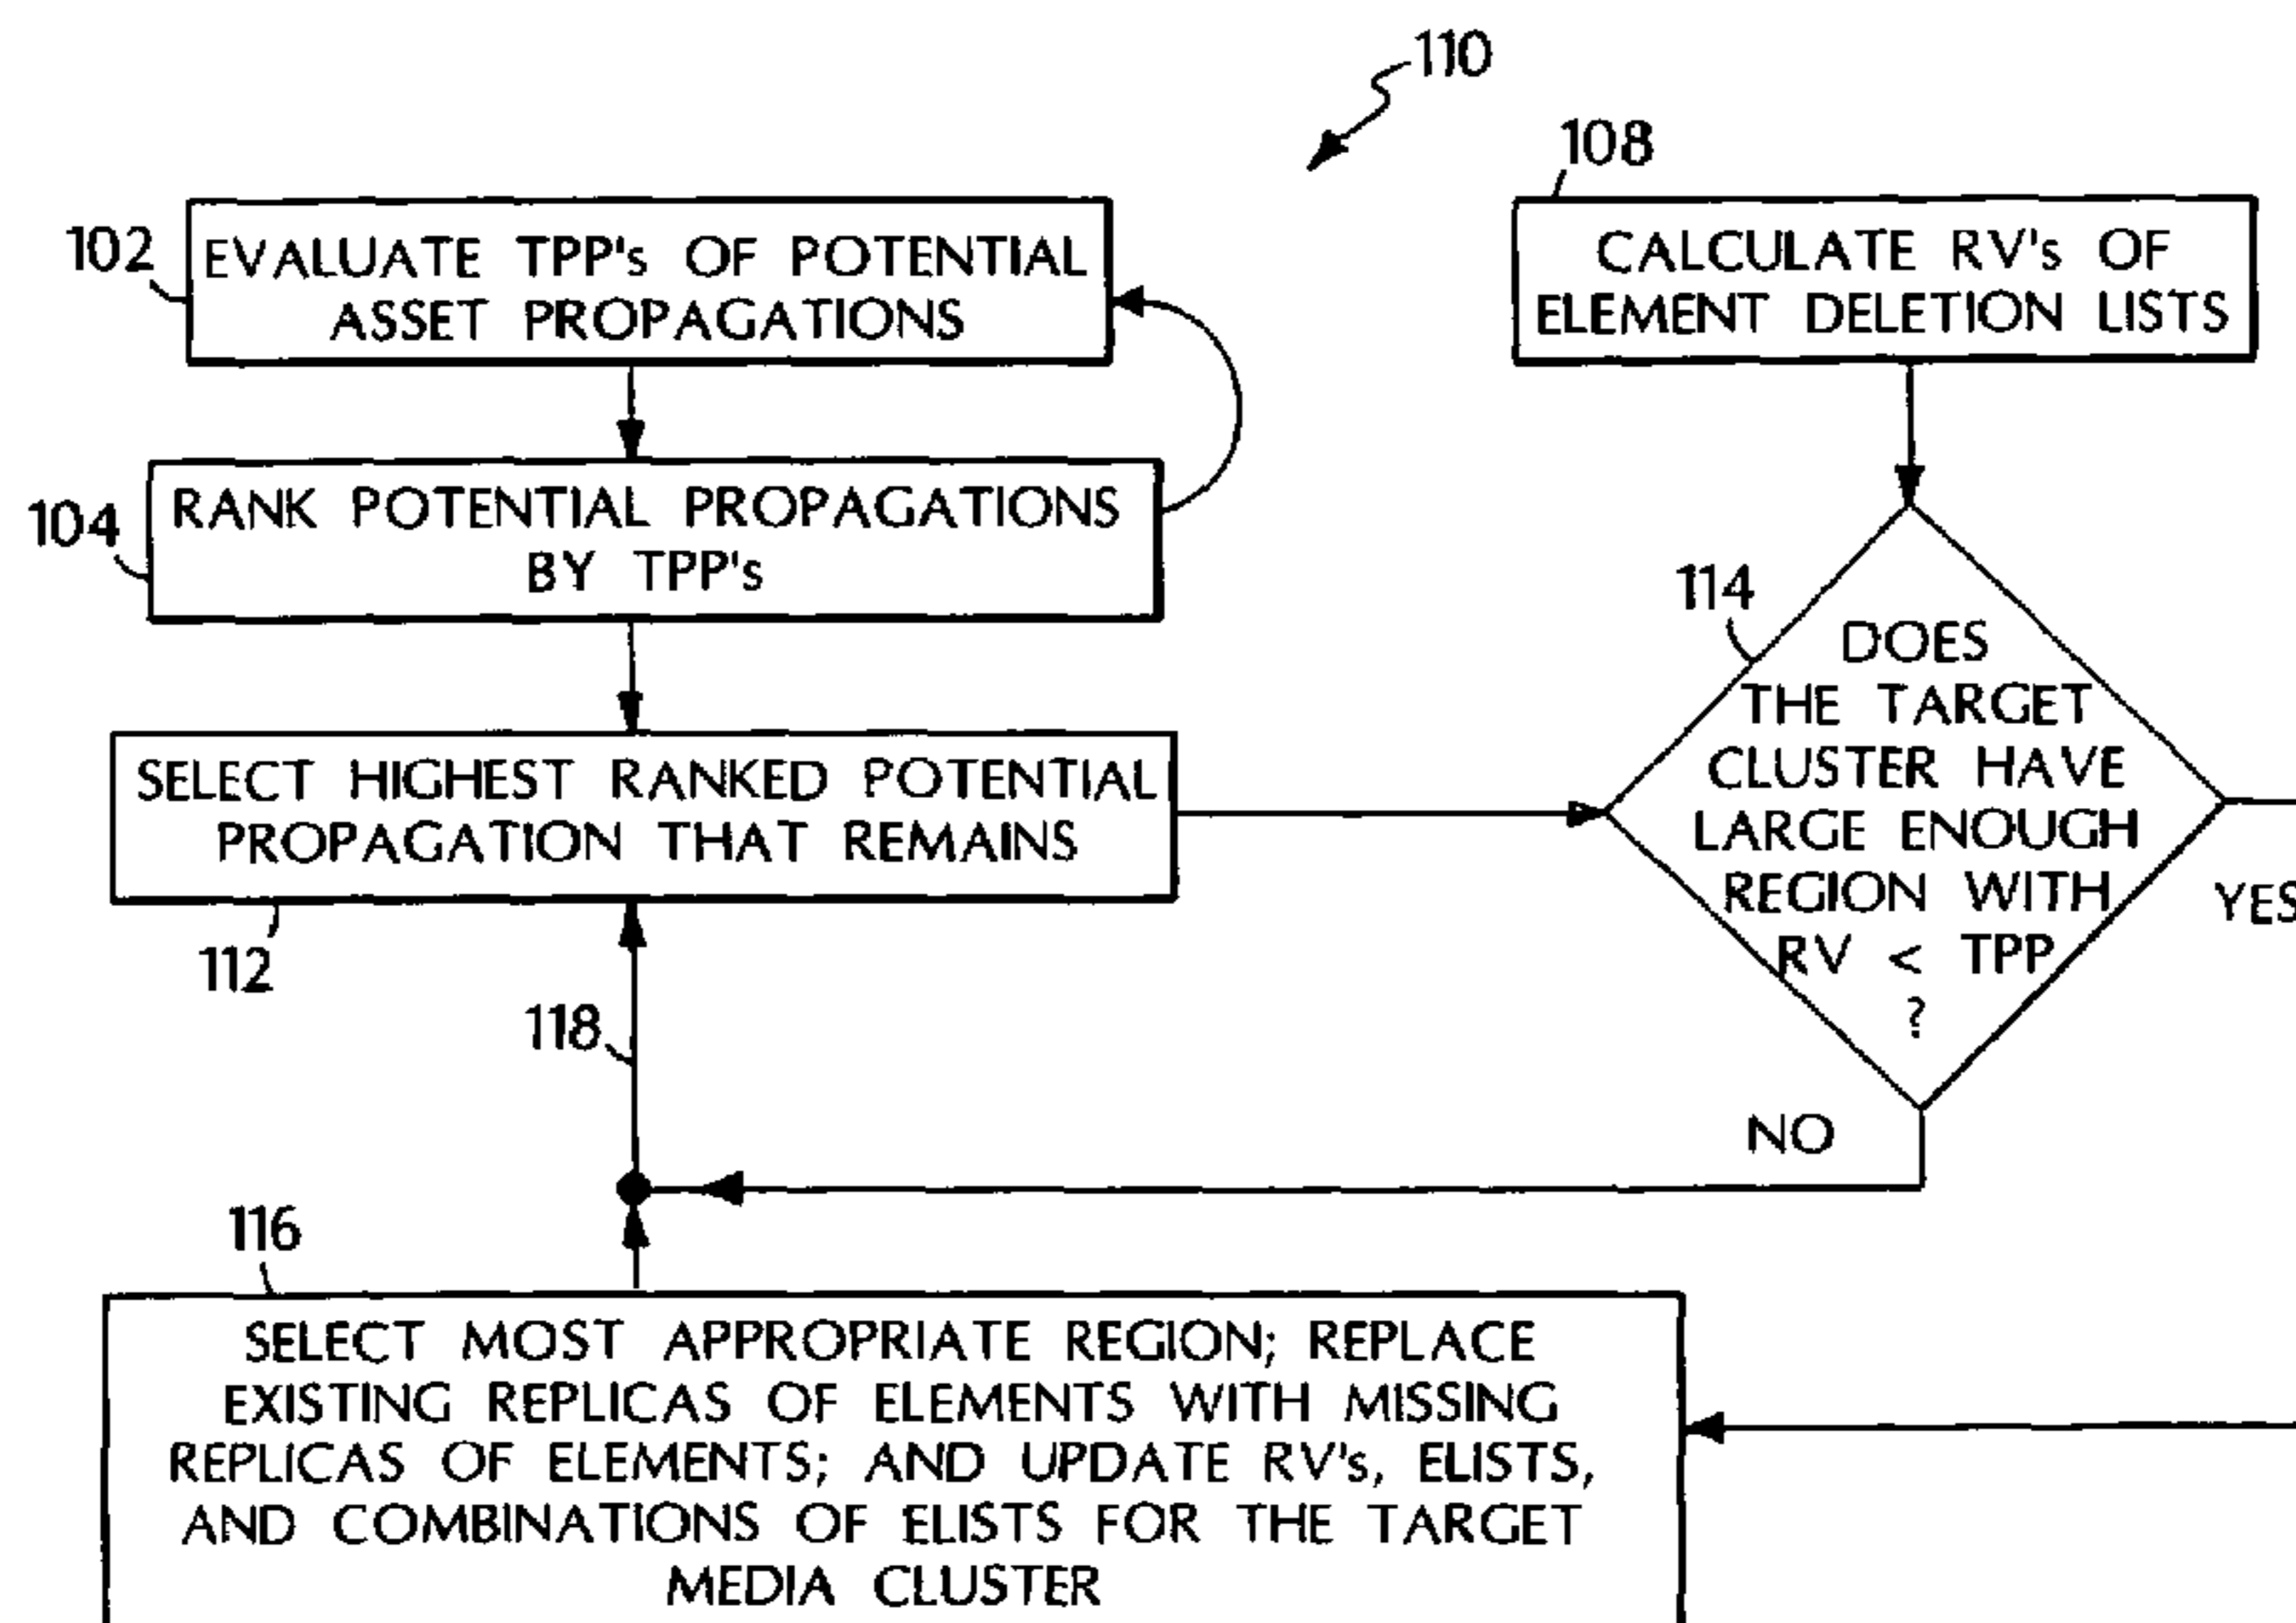 110
108
102
EVALUATE TPP's OF POTENTIAL
ASSET PROPAGATIONS
CALCULATE RV's OF
ELEMENT DELETION LISTS
104
RANK POTENTIAL PROPAGATIONS
BY TPP's
114
DOES
THE TARGET
CLUSTER HAVE
LARGE ENOUGH
REGION WITH
RV < TPP
?
SELECT HIGHEST RANKED POTENTIAL
PROPAGATION THAT REMAINS
112
YES
118
NO
116
SELECT MOST APPROPRIATE REGION; REPLACE
EXISTING REPLICAS OF ELEMENTS WITH MISSING
REPLICAS OF ELEMENTS; AND UPDATE RV's, ELISTS,
AND COMBINATIONS OF ELISTS FOR THE TARGET
MEDIA CLUSTER